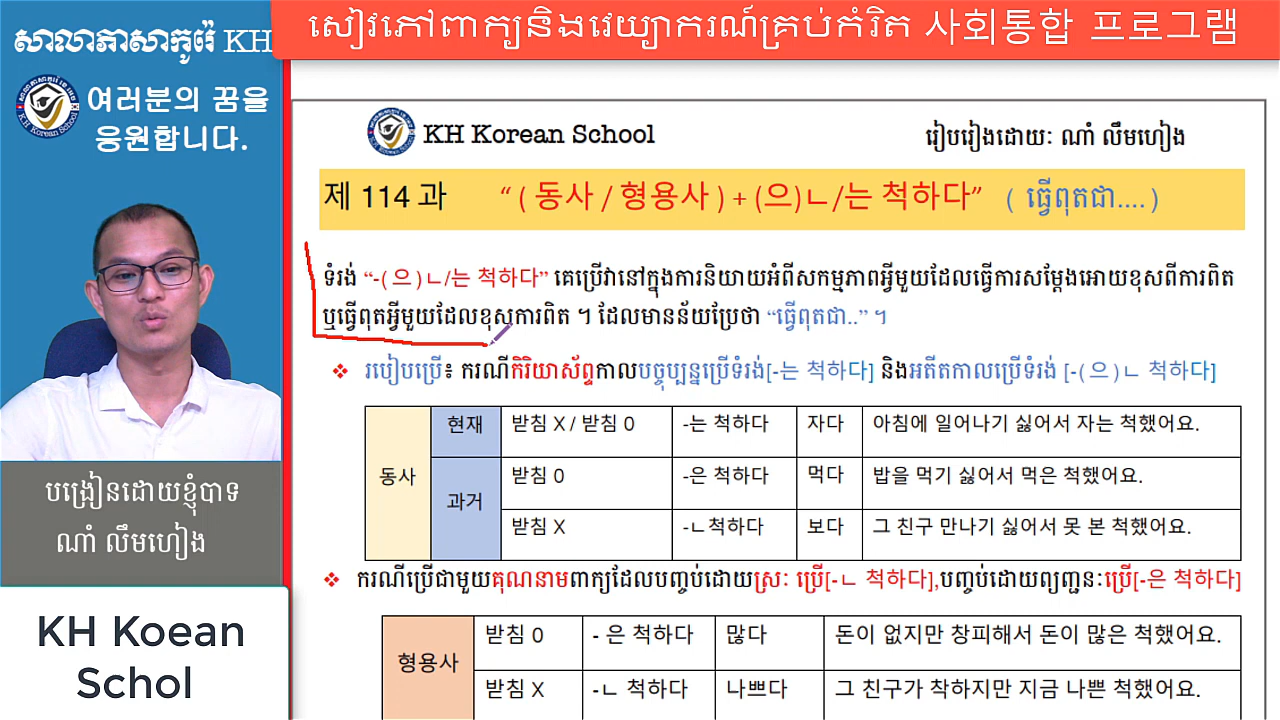 សាលាភាសាកូរ៉េ KH
សៀវភៅពាក្យនិងវេយ្យាករណ៍គ្រប់កំរិត 사회통합 프로그램
여러분의 꿈을
응원합니다.
KH Korean School
រៀបរៀងដោយ: ណាំ លឹមហៀង
제 114 과 “ ( 동사 / 형용사 ) + (으)ㄴ/는 척하다” ( ធ្វើពុតជា.... )
ទំរង់ “-(으)ㄴ/는 척하다” គេប្រើវានៅក្នុងការនិយាយអំពីសកម្មភាពអ្វីមួយដែលធ្វើការសម្តែងអោយខុសពីការពិត
ឬធ្វើពុតអ្វីមួយដែលខុសការពិត ។ ដែលមានន័យប្រែថា “ធ្វើពុតជា..” ។
❖ របៀបប្រើ៖ ករណីកិរិយាស័ព្ទកាលបច្ចុប្បន្នប្រើទំរង់[-는 척하다] និងអតីតកាលប្រើទំរង់ [-(으)ㄴ 척하다]
동사 현재 받침 X / 받침 0 -는 척하다 자다 아침에 일어나기 싫어서 자는 척했어요.
과거 받침 0 -은 척하다 먹다 밥을 먹기 싫어서 먹은 척했어요.
받침 X -ㄴ척하다 보다 그 친구 만나기 싫어서 못 본 척했어요.
❖ ករណីប្រើជាមួយគុណនាមពាក្យដែលបញ្ចប់ដោយស្រៈ ប្រើ[-ㄴ 척하다],បញ្ចប់ដោយព្យញ្ជនៈប្រើ[-은 척하다]
형용사 받침 0 - 은 척하다 많다 돈이 없지만 창피해서 돈이 많은 척했어요.
받침 X -ㄴ 척하다 나쁘다 그 친구가 착하지만 지금 나쁜 척했어요.
បង្រៀនដោយខ្ញុំបាទ
ណាំ លឹមហៀង
KH Koean
Schol